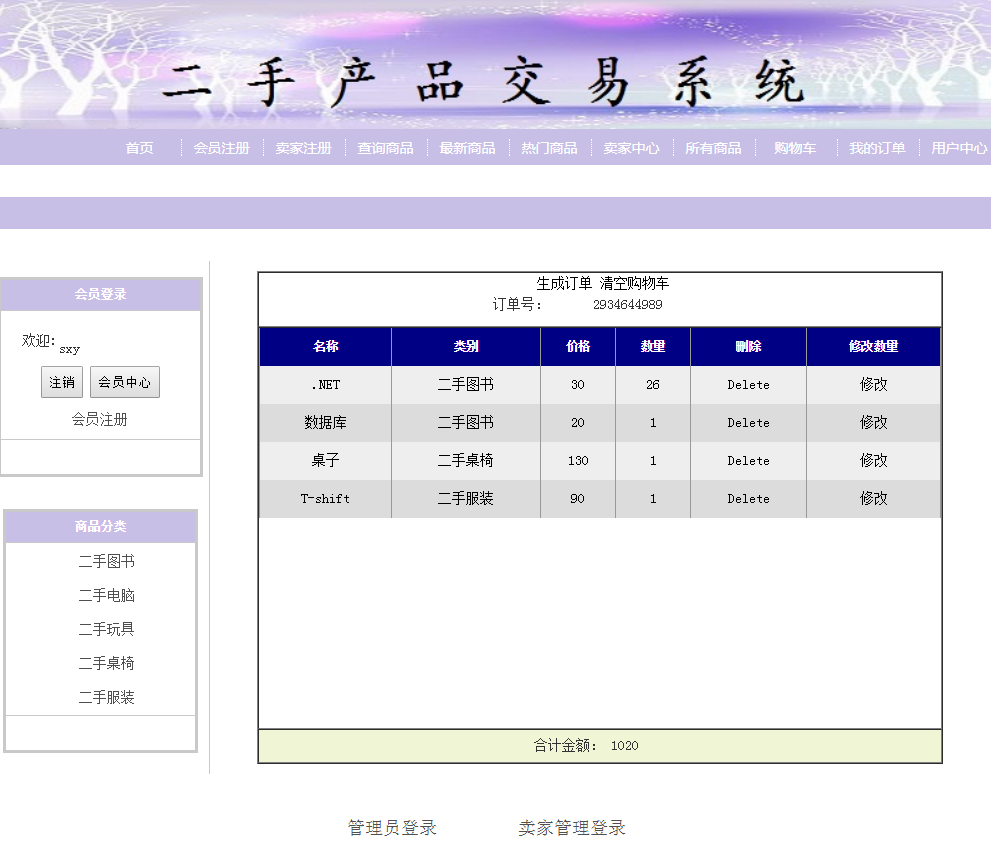 二手产品交易系统
首页 会员注册 卖家注册 查询商品 最新商品 热门商品 卖家中心 所有商品 购物车 我的订单 用户中心
会员登录
欢迎: sxy
注销 会员中心
会员注册
商品分类
二手图书
二手电脑
二手玩具
二手桌椅
二手服装
生成订单 清空购物车
订单号: 2934644989
名称 类别 价格 数量 删除 修改数量
.NET 二手图书 30 26 Delete 修改
数据库 二手图书 20 1 Delete 修改
桌子 二手桌椅 130 1 Delete 修改
T-shift 二手服装 90 1 Delete 修改
合计金额: 1020
管理员登录 卖家管理登录